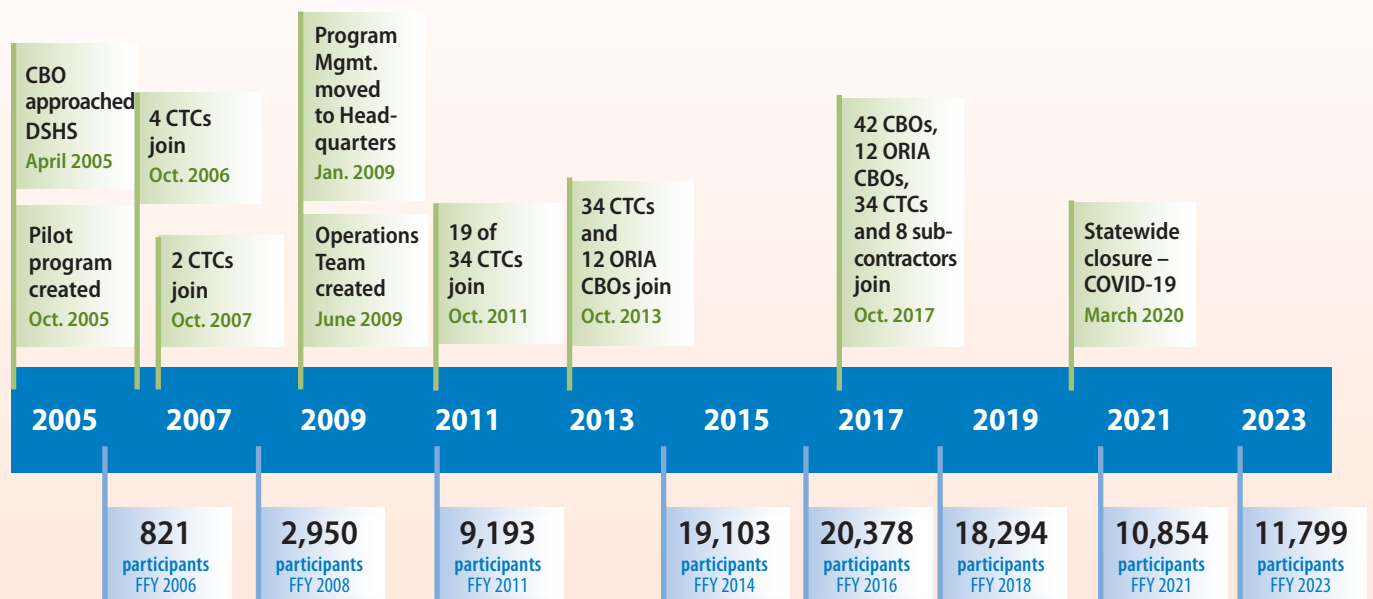 CBO
approached
DSHS
April 2005
Pilot
program
created
Oct. 2005
4 CTCs
join
Oct. 2006
2 CTCs
join
Oct. 2007
Program
Mgmt.
moved
to Head-
quarters
Jan. 2009
Operations
Team
created
June 2009
19 of
34 CTCs
join
Oct. 2011
34 CTCs
and
12 ORIA
CBOs join
Oct. 2013
42 CBOs,
12 ORIA
CBOs,
34 CTCs
and 8 sub-
contractors
join
Oct. 2017
Statewide
closure –
COVID-19
March 2020
2005 2007 2009 2011 2013 2015 2017 2019 2021 2023
821
participants
FFY 2006
2,950
participants
FFY 2008
9,193
participants
FFY 2011
19,103
participants
FFY 2014
20,378
participants
FFY 2016
18,294
participants
FFY 2018
10,854
participants
FFY 2021
11,799
participants
FFY 2023